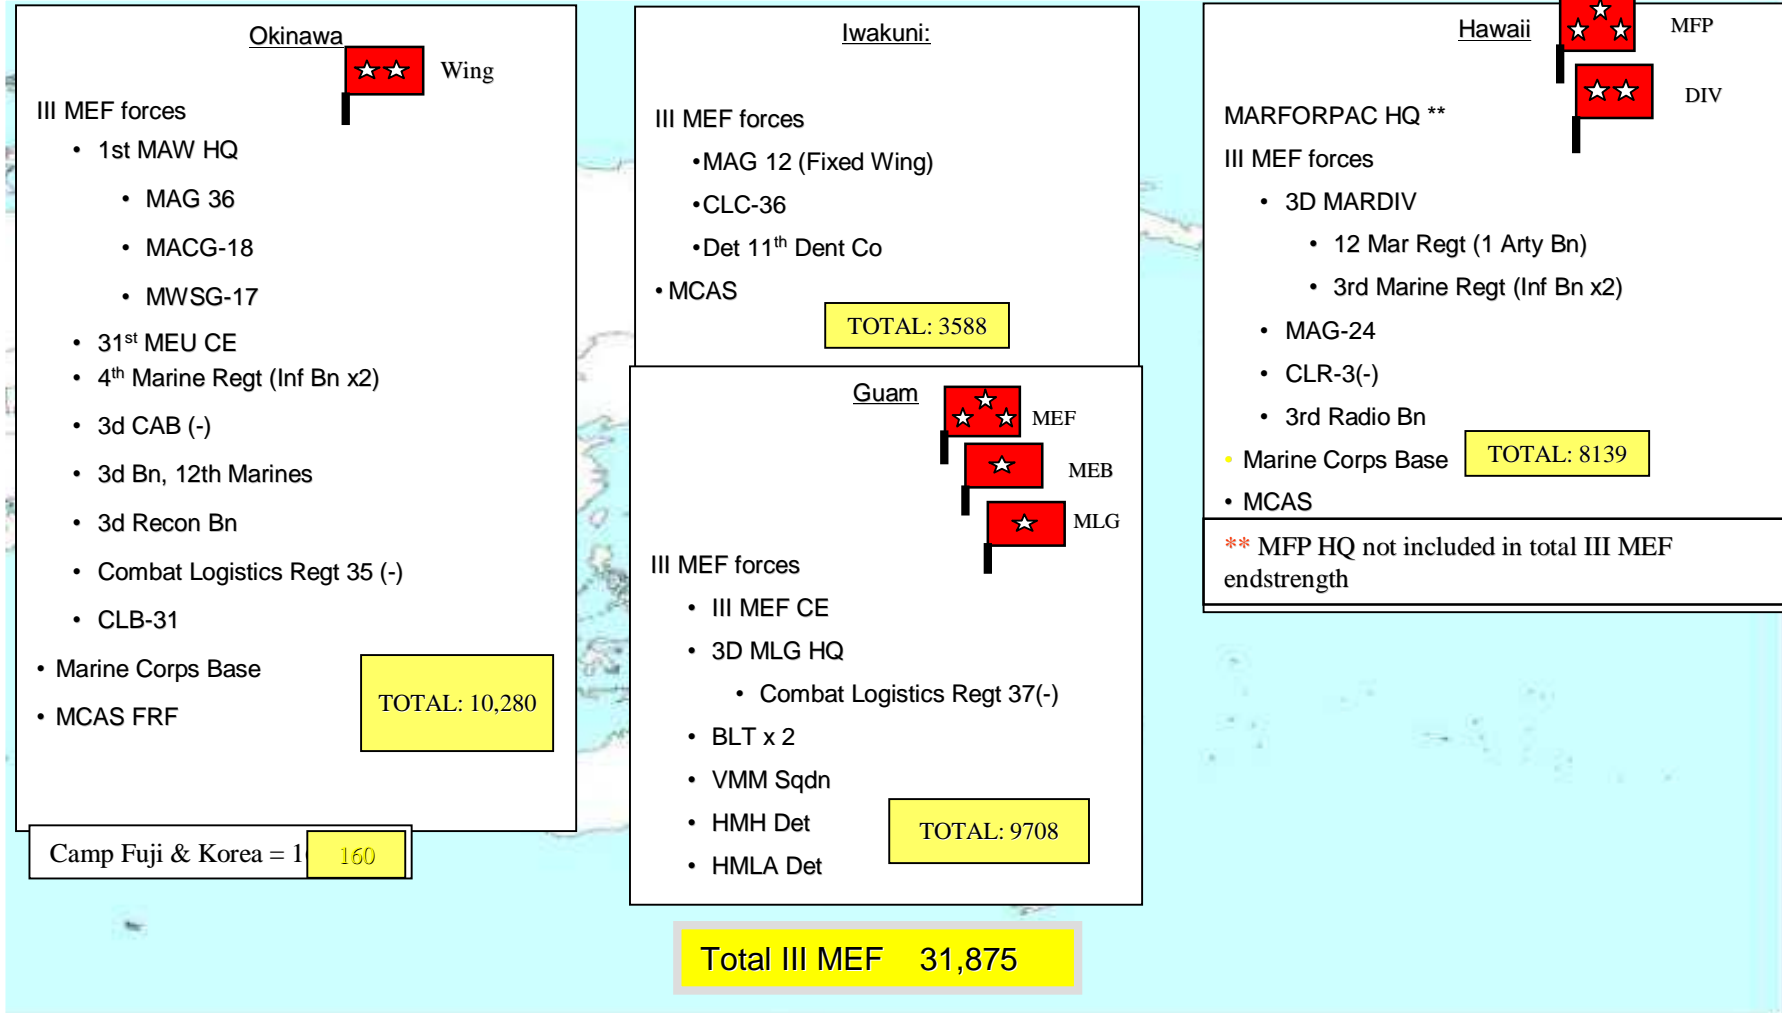 Okinawa
Wing
III MEF forces
• 1st MAW HQ
• MAG 36
• MACG-18
• MWSG-17
• 31st MEU CE
• 4th Marine Regt (Inf Bn x2)
• 3d CAB (-)
• 3d Bn, 12th Marines
• 3d Recon Bn
• Combat Logistics Regt 35 (-)
• CLB-31
• Marine Corps Base
• MCAS FRF
TOTAL: 10,280
Camp Fuji & Korea = 1
160
Iwakuni:
III MEF forces
•MAG 12 (Fixed Wing)
•CLC-36
•Det 11th Dent Co
• MCAS
TOTAL: 3588
Guam
MEF
MEB
MLG
III MEF forces
• III MEF CE
• 3D MLG HQ
• Combat Logistics Regt 37(-)
• BLT x 2
• VMM Sqdn
• HMH Det
• HMLA Det
TOTAL: 9708
Hawaii
MFP
DIV
MARFORPAC HQ **
III MEF forces
• 3D MARDIV
• 12 Mar Regt (1 Arty Bn)
• 3rd Marine Regt (Inf Bn x2)
• MAG-24
• CLR-3(-)
• 3rd Radio Bn
• Marine Corps Base
TOTAL: 8139
• MCAS
** MFP HQ not included in total III MEF
endstrength
Total III MEF 31,875